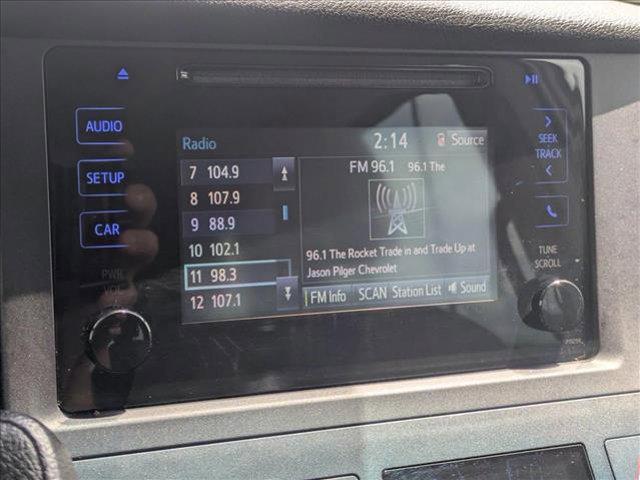 AUDIO
SETUP
CAR
PWR
VOL
Radio
2:14
Source
7 104.9
8 107.9
9 88.9
10 102.1
11 98.3
12 107.1
FM 96.1 96.1 The
96.1 The Rocket Trade in and Trade Up at
Jason Pilger Chevrolet
FM Info
SCAN
Station List
Sound
SEEK
TRACK
TUNE
SCROLL